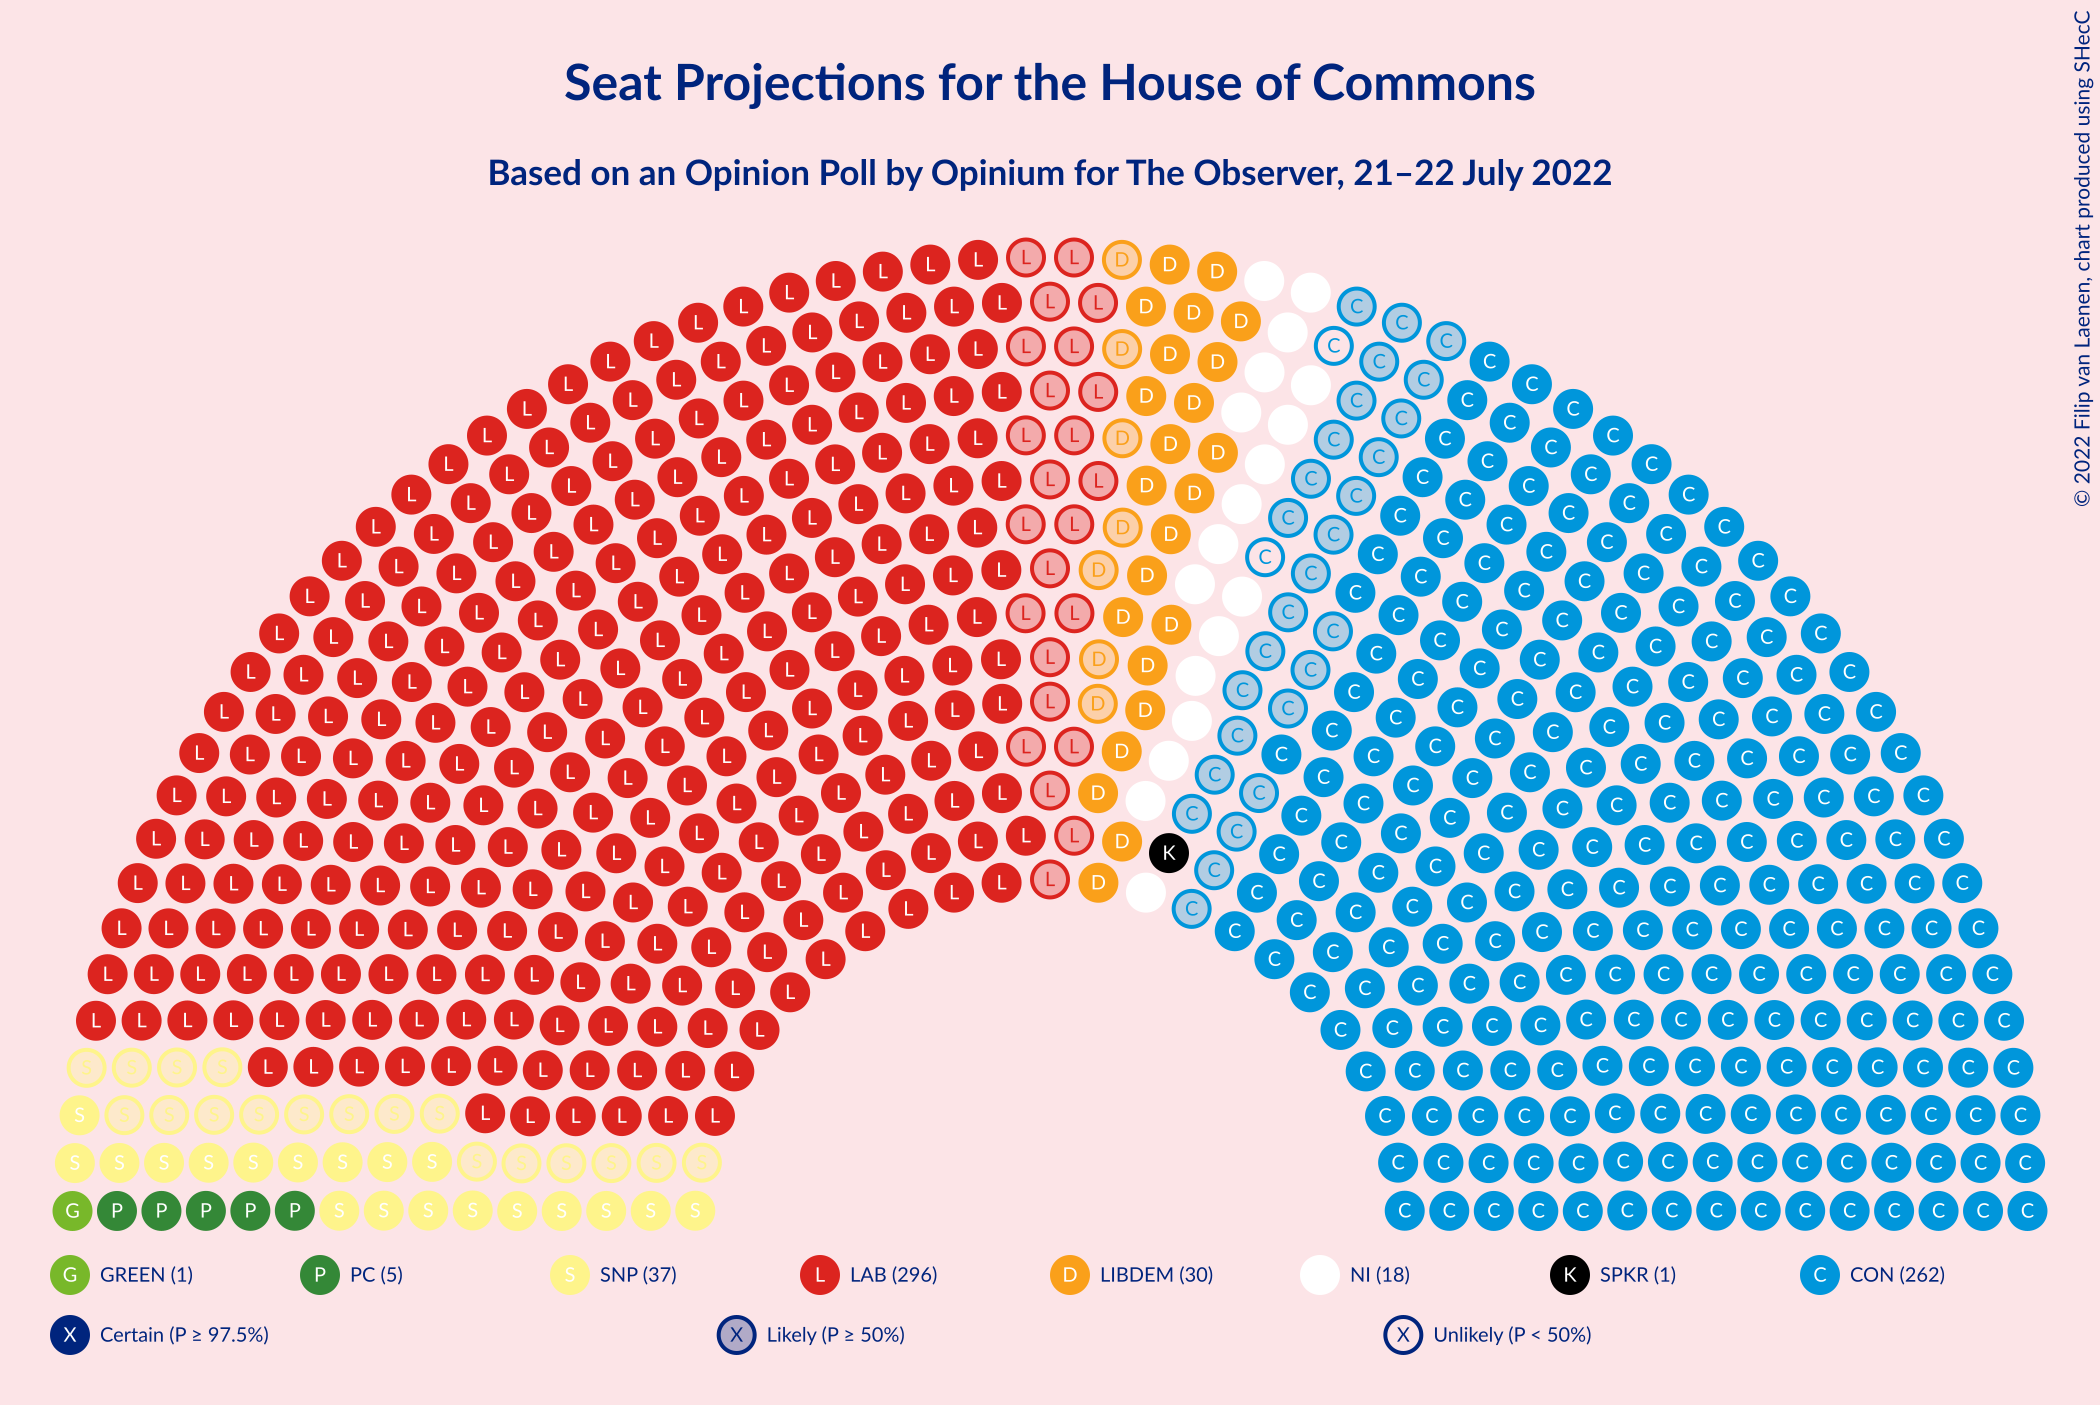 Seat Projections for the House of Commons
Based on an Opinion Poll by Opinium for The Observer, 21–22 July 2022
© 2022 Filip van Laenen, chart produced using SHecC
G GREEN (1) P PC (5) S SNP (37) L LAB (296) D LIBDEM (30) NI (18) K SPKR (1) C CON (262)
X Certain (P ≥ 97.5%) X Likely (P ≥ 50%) X Unlikely (P < 50%)